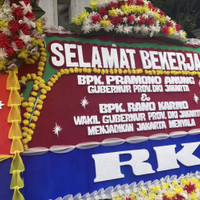 SELAMAT BEKERJA
BPK. PRAMONO ANUNG
GUBERNUR PROV. DKI JAKARTA
&
BPK. RANO KARNO
WAKIL GUBERNUR PROV. DKI JAKARTA
MENJADIKAN JAKARTA MENYALA
RK